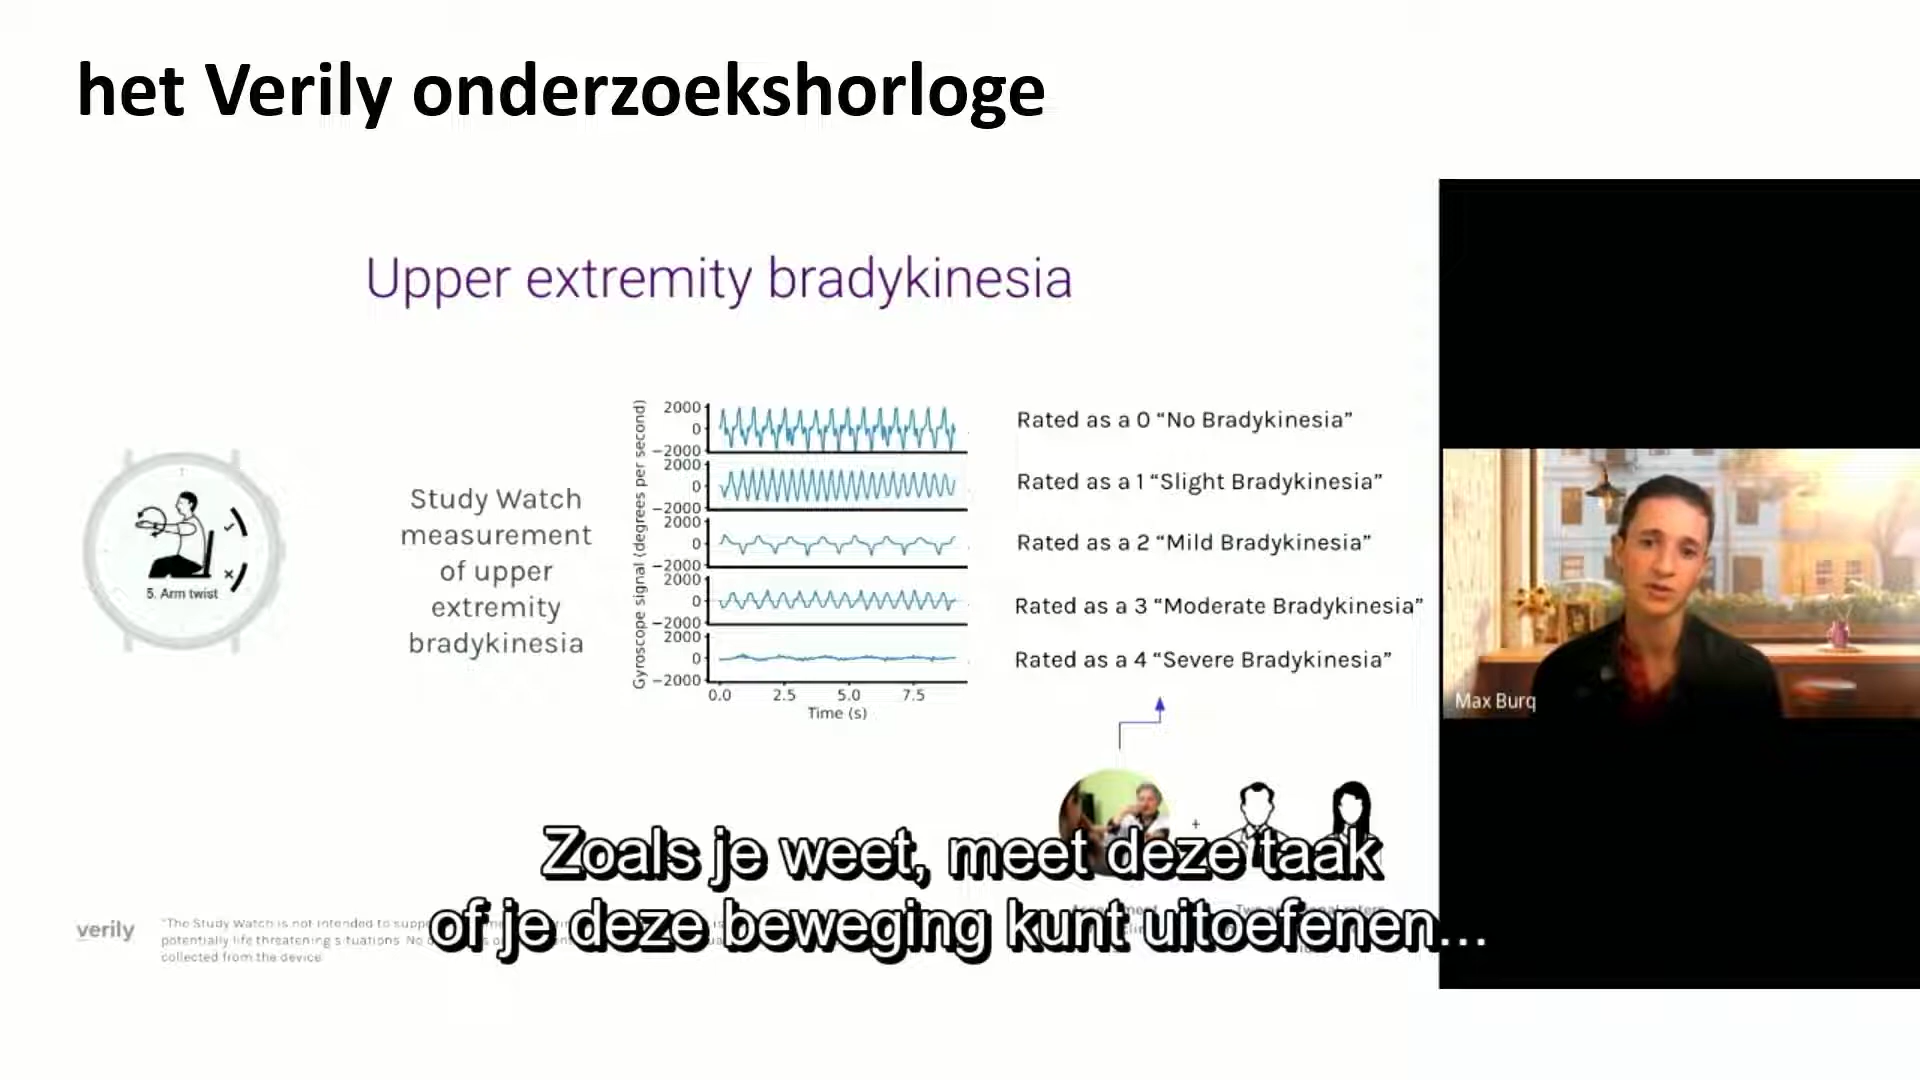 het Verily onderzoekshorloge
Upper extremity bradykinesia
5. Arm twist
Study Watch
measurement
of upper
extremity
bradykinesia
Gyroscope signal (degrees per second)
2000
0
−2000
2000
0
−2000
2000
0
−2000
2000
0
−2000
2000
0
−2000
0.0 2.5 5.0 7.5
Time (s)
Rated as a 0 “No Bradykinesia”
Rated as a 1 “Slight Bradykinesia”
Rated as a 2 “Mild Bradykinesia”
Rated as a 3 “Moderate Bradykinesia”
Rated as a 4 “Severe Bradykinesia”
Max Burq
+
Zoals je weet, meet deze taak
of je deze beweging kunt uitoefenen...
verily
"The Study Watch is not intended to
potentially life threatening situations. No
collected from the device